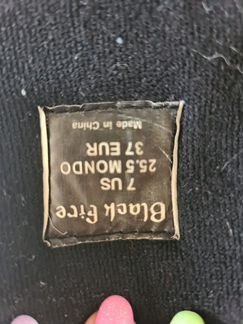 Black Fire
7 US
25.5 MONDO
37 EUR
Made in China